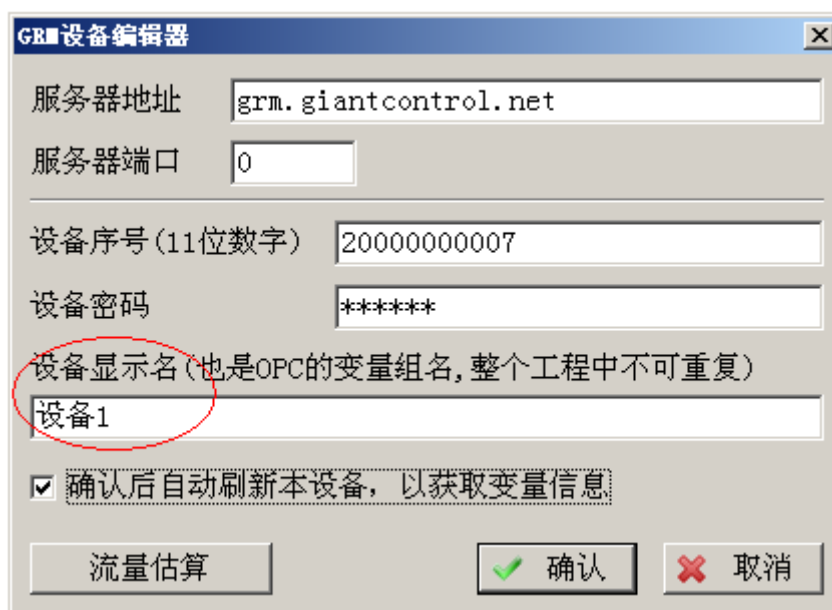 GRM设备编辑器
服务器地址 grm.giantcontrol.net
服务器端口 0
设备序号(11位数字) 20000000007
设备密码 ******
设备显示名(也是OPC的变量组名,整个工程中不可重复)
设备1
确认后自动刷新本设备, 以获取变量信息
流量估算 确认 取消